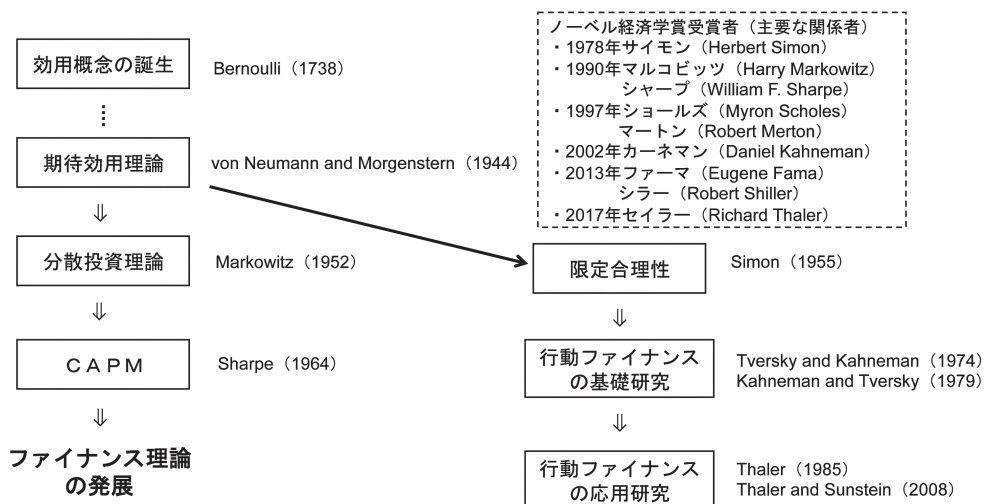 効用概念の誕生
Bernoulli（1738）
期待効用理論
von Neumann and Morgenstern（1944）
分散投資理論
Markowitz（1952）
ＣＡＰＭ
Sharpe（1964）
ファイナンス理論
の発展
ノーベル経済学賞受賞者（主要な関係者）
・1978年サイモン（Herbert Simon）
・1990年マルコビッツ（Harry Markowitz）
シャープ（William F. Sharpe）
・1997年ショールズ（Myron Scholes）
マートン（Robert Merton）
・2002年カーネマン（Daniel Kahneman）
・2013年ファーマ（Eugene Fama）
シラー（Robert Shiller）
・2017年セイラー（Richard Thaler）
限定合理性
Simon（1955）
行動ファイナンス
の基礎研究
Tversky and Kahneman（1974）
Kahneman and Tversky（1979）
行動ファイナンス
の応用研究
Thaler（1985）
Thaler and Sunstein（2008）